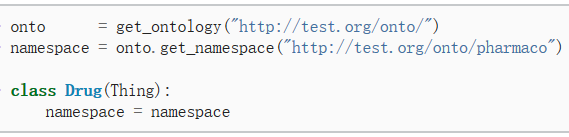 onto      = get_ontology("http://test.org/onto/")
namespace = onto.get_namespace("http://test.org/onto/pharmaco")
class Drug(Thing):
    namespace = namespace